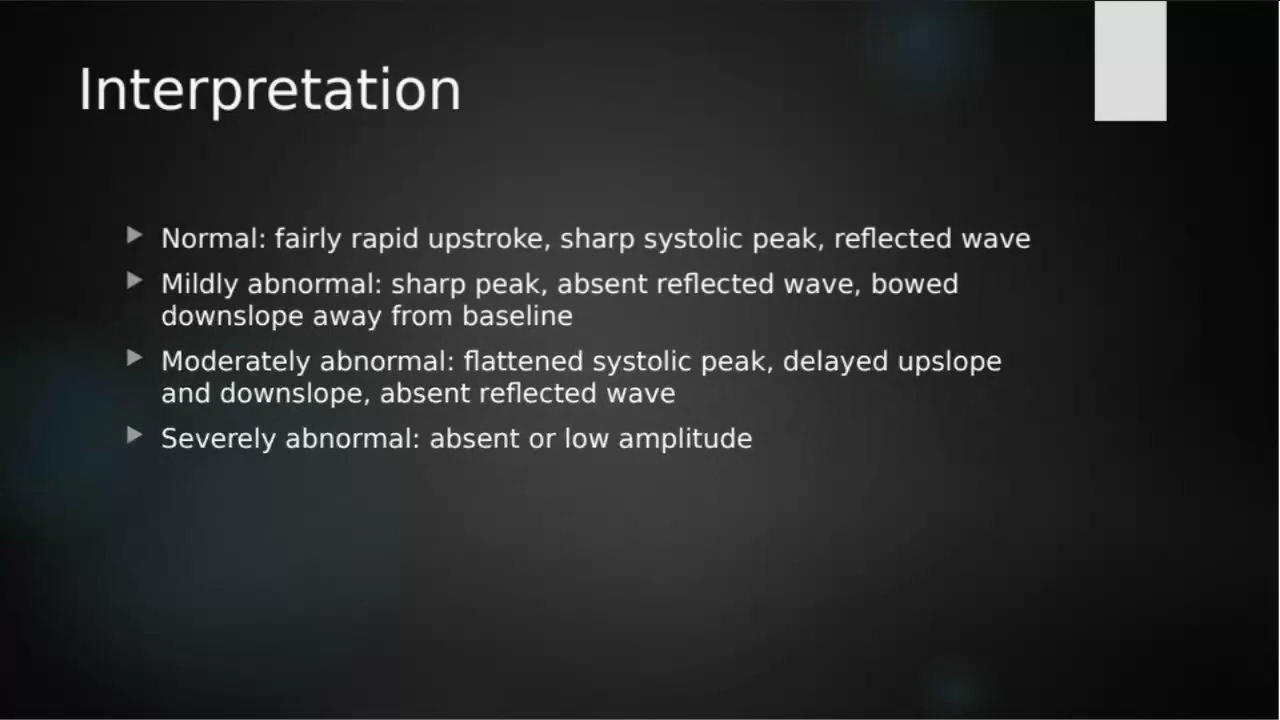 Interpretation
Normal: fairly rapid upstroke, sharp systolic peak, reflected wave
Mildly abnormal: sharp peak, absent reflected wave, bowed
downslope away from baseline
Moderately abnormal: flattened systolic peak, delayed upslope
and downslope, absent reflected wave
Severely abnormal: absent or low amplitude